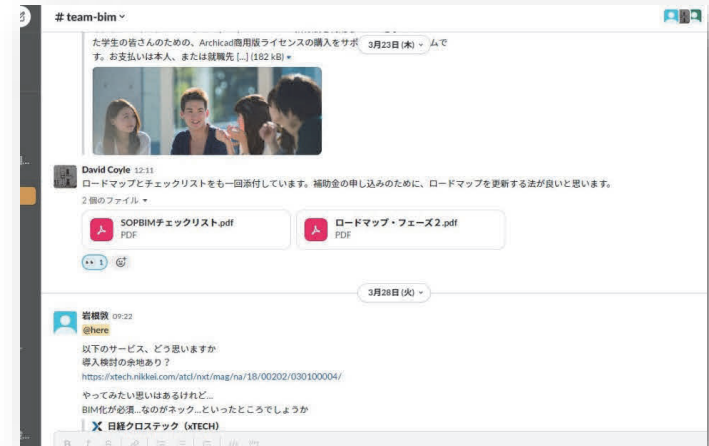 # team-bim
3月23日(木)
た学生の皆さんのための、Archicad商用版ライセンスの購入をサポ ムで
す。お支払いは本人、または就職先 [...] (182 kB)
David Coyle 12:11
ロードマップとチェックリストをも一回添付しています。補助金の申し込みのために、ロードマップを更新する法が良いと思います。
2 個のファイル
SOPBIMチェックリスト.pdf
PDF
ロードマップ・フェーズ2.pdf
PDF
1
3月28日(火)
岩根敦 09:22
@here
以下のサービス、どう思いますか
導入検討の余地あり？
https://xtech.nikkei.com/atcl/nxt/mag/na/18/00202/030100004/
やってみたい思いはあるけれど...
BIM化が必須...なのがネック...といったところでしょうか
日経クロステック（xTECH）